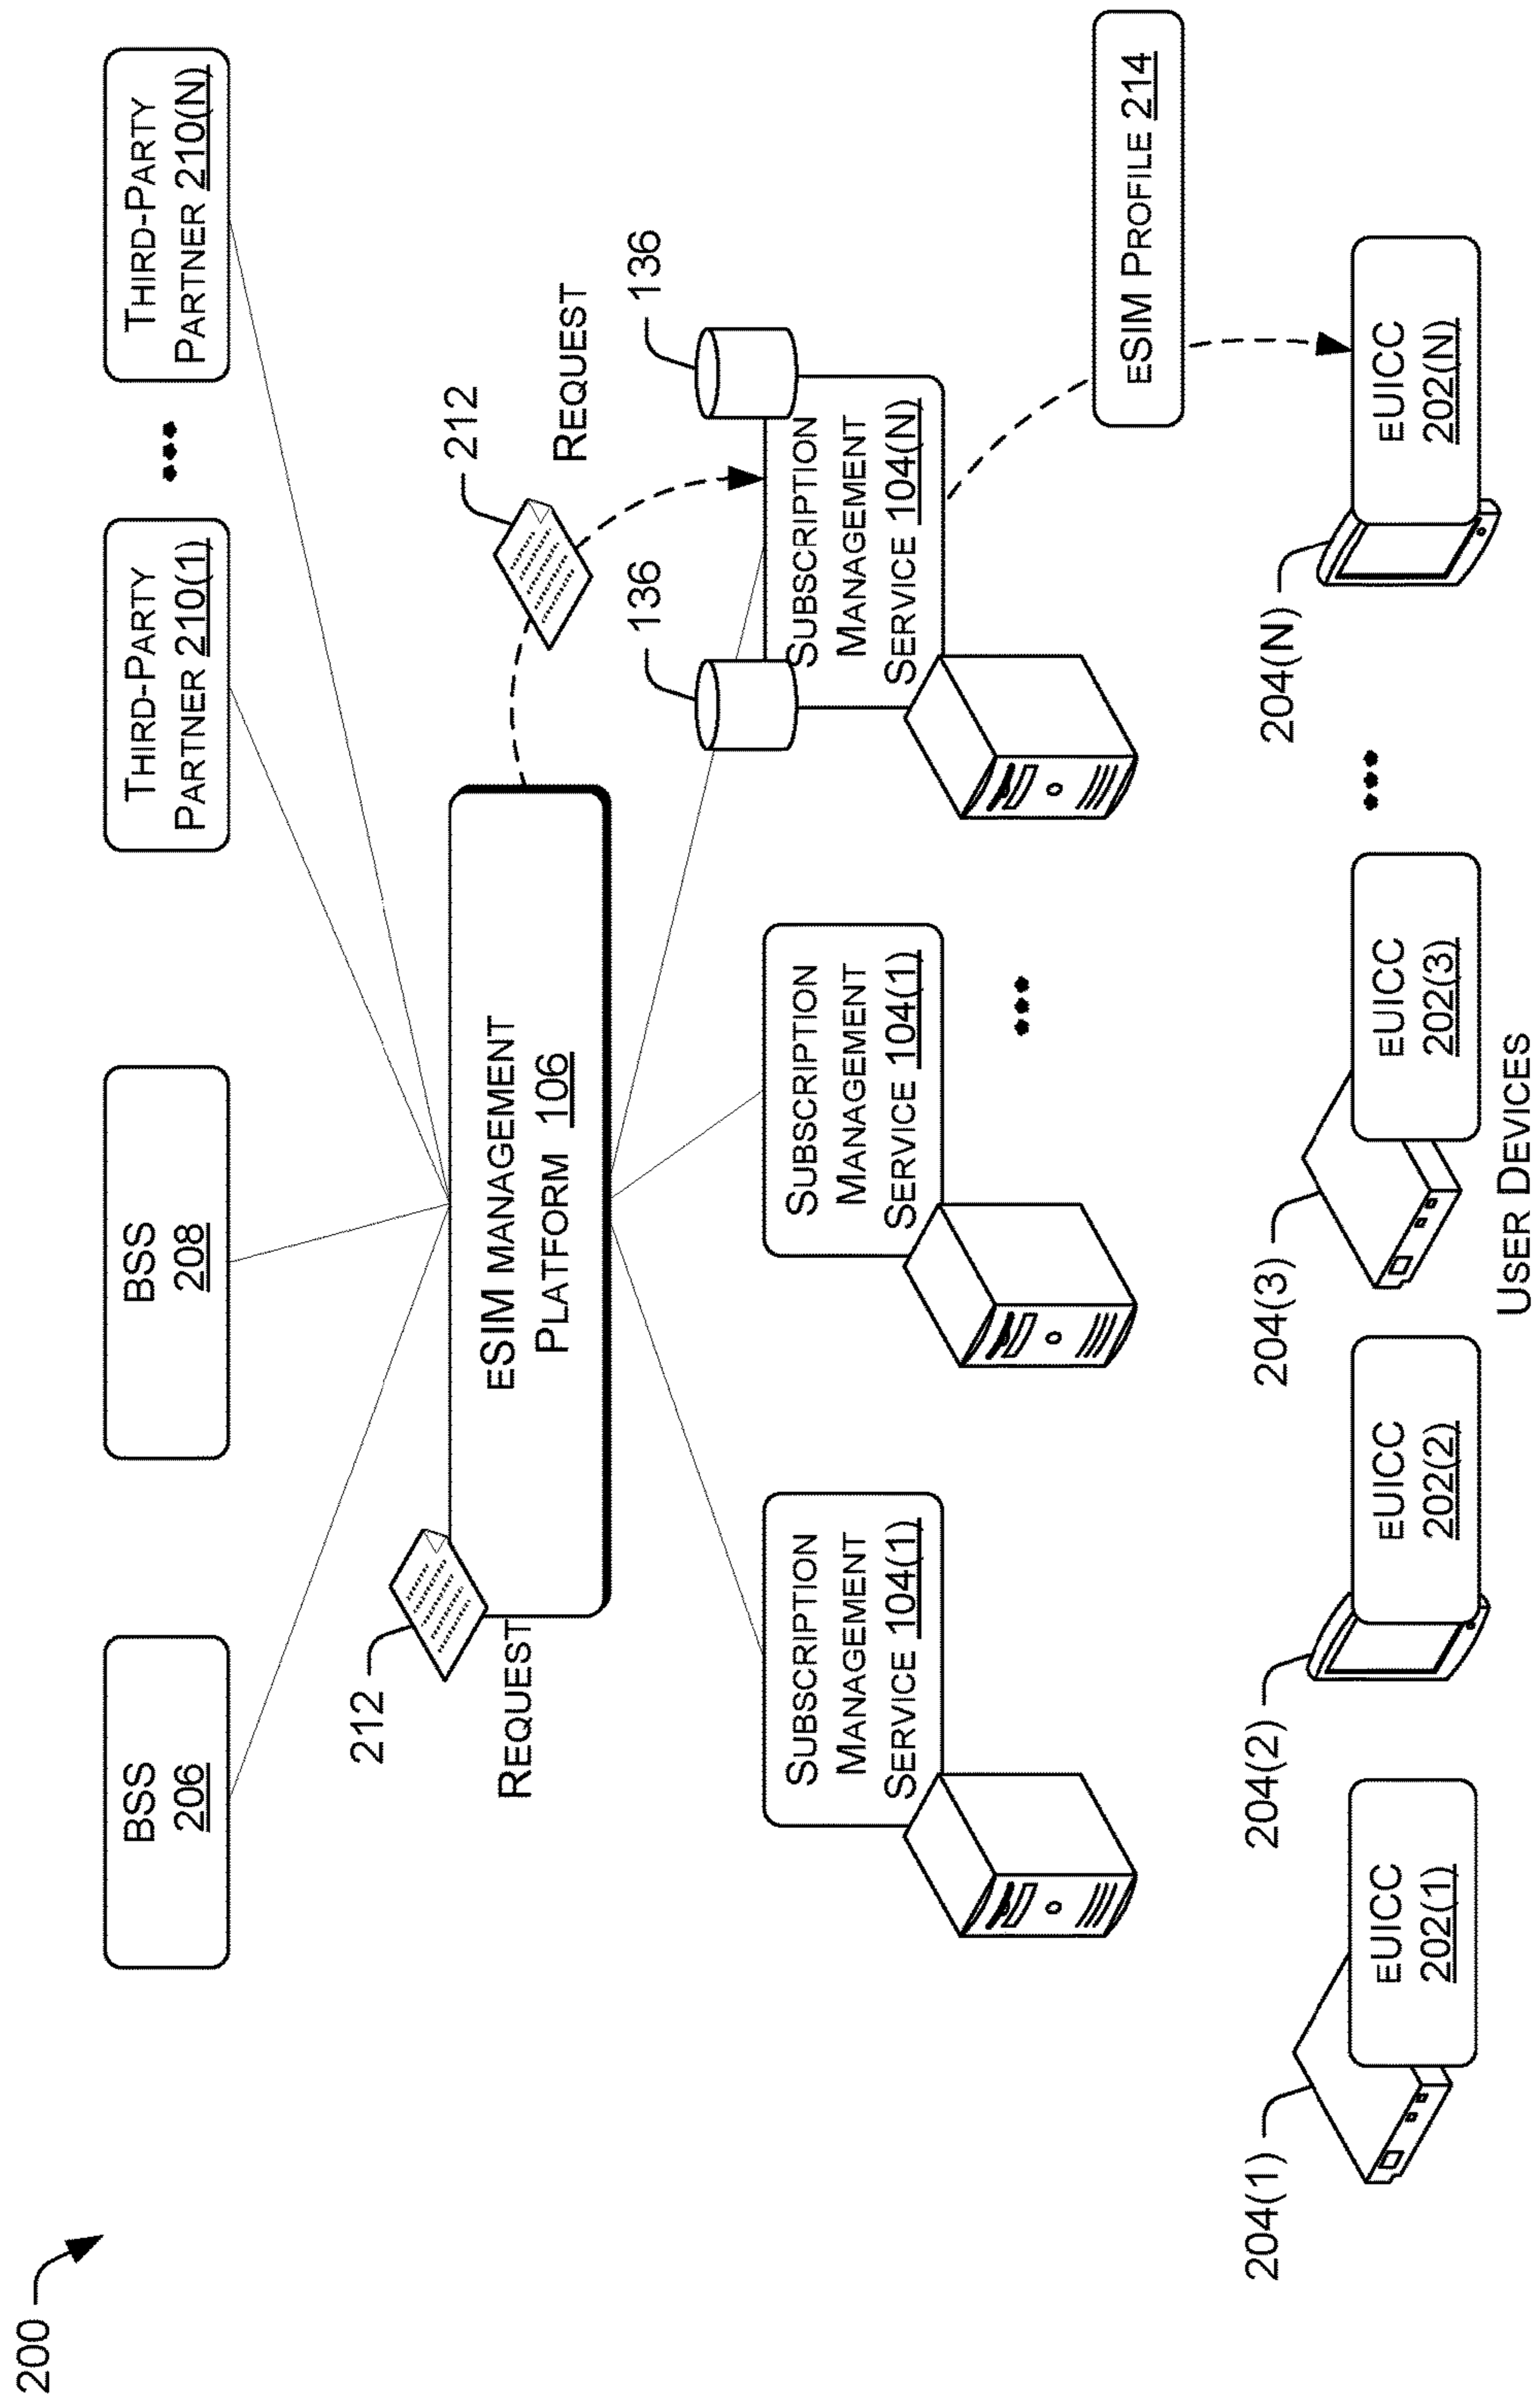 200
BSS
206
BSS
208
THIRD-PARTY
PARTNER 210(1)
THIRD-PARTY
PARTNER 210(N)
212
REQUEST
ESIM MANAGEMENT
PLATFORM 106
212
REQUEST
136
136
SUBSCRIPTION
MANAGEMENT
SERVICE 104(1)
SUBSCRIPTION
MANAGEMENT
SERVICE 104(1)
SUBSCRIPTION
MANAGEMENT
SERVICE 104(N)
ESIM PROFILE 214
204(1)
EUICC
202(1)
204(2)
EUICC
202(2)
204(3)
EUICC
202(3)
204(N)
EUICC
202(N)
USER DEVICES